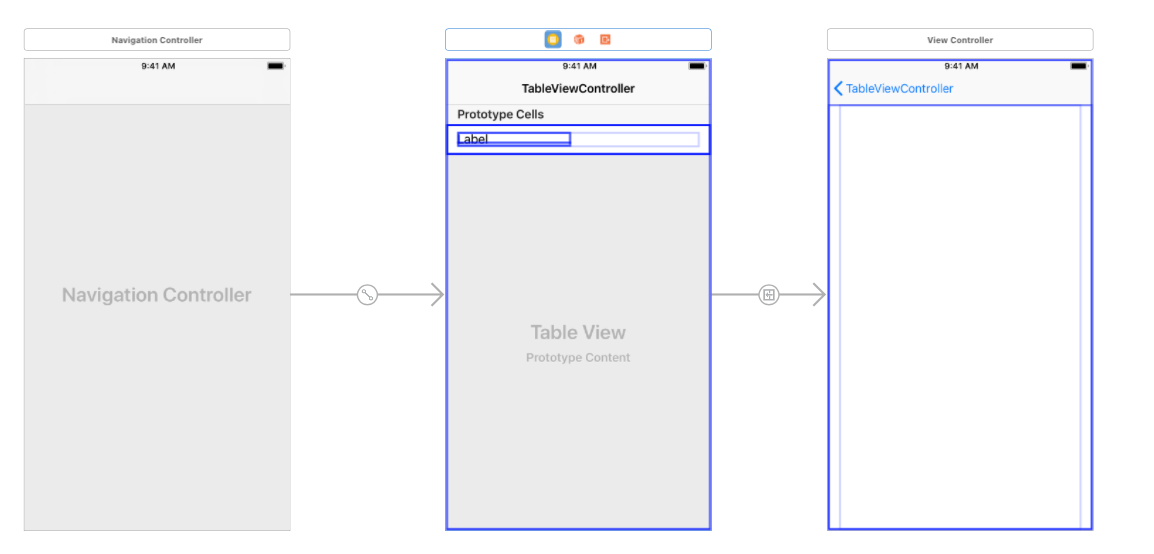 Navigation Controller
9:41 AM
Navigation Controller
9:41 AM
TableViewController
Prototype Cells
Label
Table View
Prototype Content
View Controller
9:41 AM
TableViewController